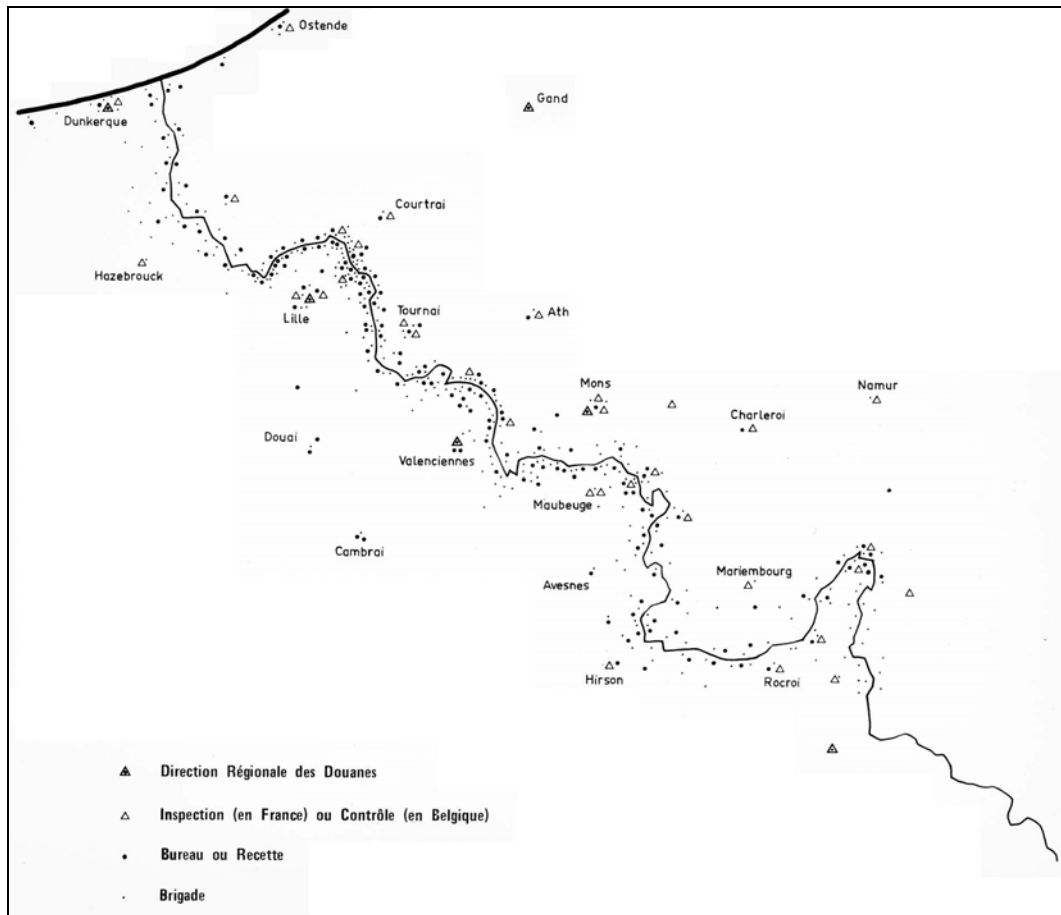 Ostende
Gand
Dunkerque
Courtrai
Hazebrouck
Lille
Tournai
Ath
Mons
Namur
Charleroi
Douai
Valenciennes
Maubeuge
Cambrai
Avesnes
Mariembourg
Hirson
Rocroi
Direction Régionale des Douanes
Inspection (en France) ou Contrôle (en Belgique)
Bureau ou Recette
Brigade